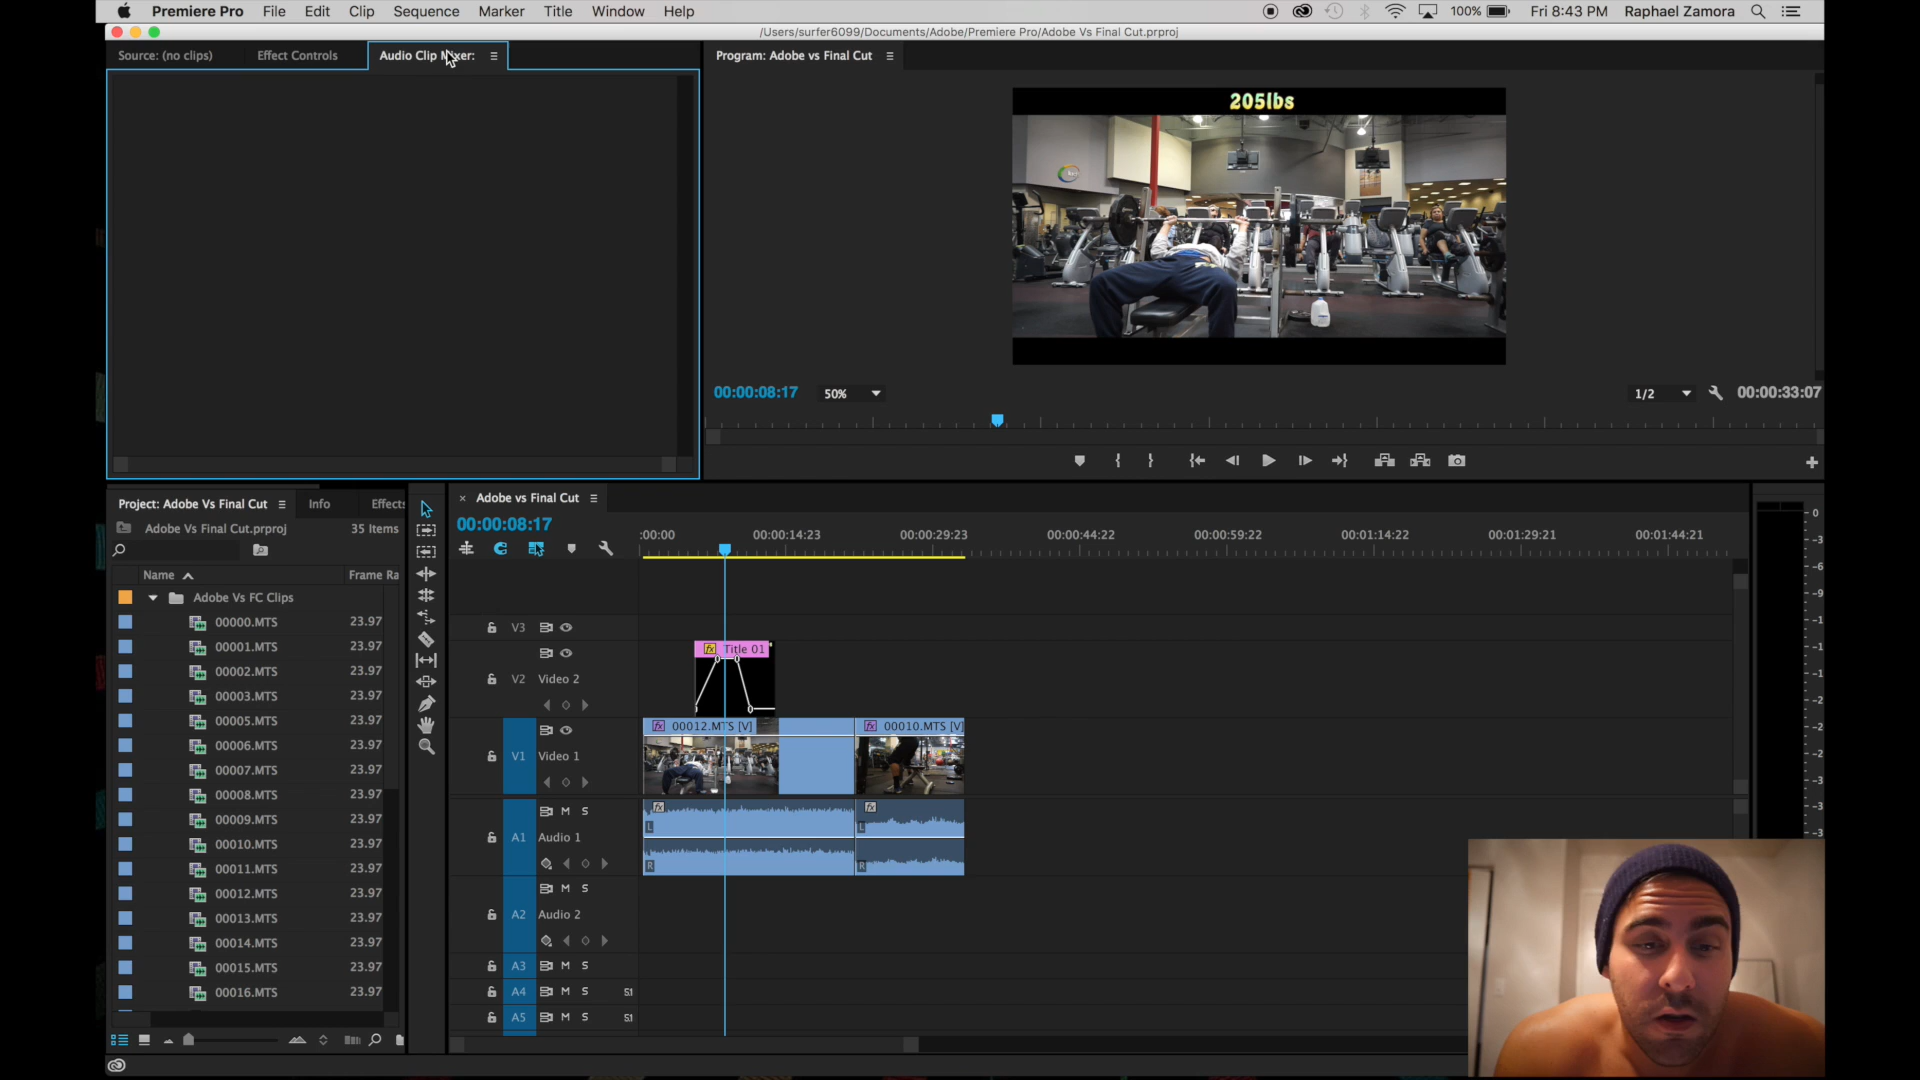 Premiere Pro File Edit Clip Sequence Marker Title Window Help 100% Fri 8:43 PM Raphael Zamora
/Users/surfer6099/Documents/Adobe/Premiere Pro/Adobe Vs Final Cut.prproj
Source: (no clips) Effect Controls Audio Clip Mixer: Program: Adobe vs Final Cut
205lbs
00:00:08:17 50% 1/2 00:00:33:07
Project: Adobe Vs Final Cut Info Effects
Adobe Vs Final Cut.prproj 35 Items
Name Frame Ra
Adobe Vs FC Clips
00000.MTS 23.97
00001.MTS 23.97
00002.MTS 23.97
00003.MTS 23.97
00005.MTS 23.97
00006.MTS 23.97
00007.MTS 23.97
00008.MTS 23.97
00009.MTS 23.97
00010.MTS 23.97
00011.MTS 23.97
00012.MTS 23.97
00013.MTS 23.97
00014.MTS 23.97
00015.MTS 23.97
00016.MTS 23.97
× Adobe vs Final Cut
00:00:08:17
:00:00 00:00:14:23 00:00:29:23 00:00:44:22 00:00:59:22 00:01:14:22 00:01:29:21 00:01:44:21
V3
fx Title 01
V2 Video 2
fx 00012.MTS [V] fx 00010.MTS [V]
V1 Video 1
M S fx fx
L L
A1 Audio 1
R R
M S
A2 Audio 2
A3 M S
A4 M S 5.1
A5 M S 5.1
0
-3
-6
-9
-1
-1
-1
-2
-2
-2
-3
-3
-3